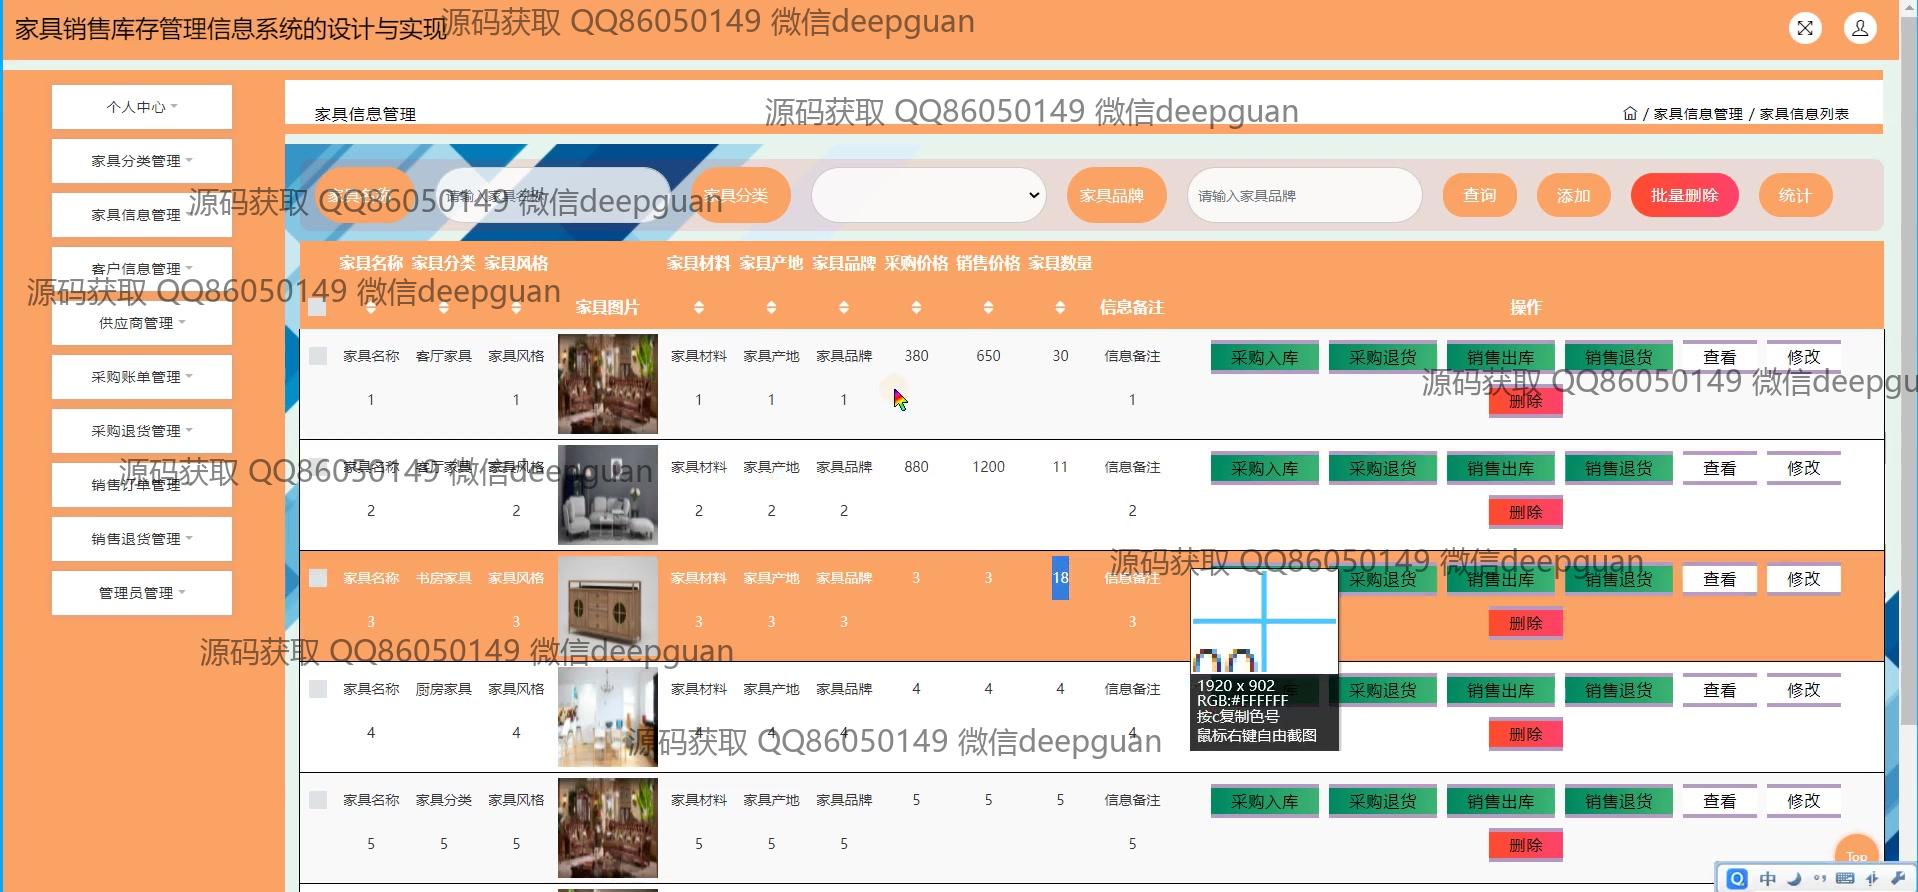 家具销售库存管理信息系统的设计与实现
源码获取 QQ86050149 微信deepguan
个人中心
家具分类管理
家具信息管理
客户信息管理
供应商管理
采购账单管理
采购退货管理
销售订单管理
销售退货管理
管理员管理
家具信息管理
源码获取 QQ86050149 微信deepguan
/ 家具信息管理 / 家具信息列表
家具名称 请输入家具名称 家具分类 家具品牌 请输入家具品牌 查询 添加 批量删除 统计
源码获取 QQ86050149 微信deepguan
家具名称 家具分类 家具风格 家具材料 家具产地 家具品牌 采购价格 销售价格 家具数量
源码获取 QQ86050149 微信deepguan
家具图片 信息备注 操作
家具名称 客厅家具 家具风格 家具材料 家具产地 家具品牌 380 650 30 信息备注 采购入库 采购退货 销售出库 销售退货 查看 修改
源码获取 QQ86050149 微信deepgu
1 1 1 1 1 1 删除
家具名称 客厅家具 家具风格 家具材料 家具产地 家具品牌 880 1200 11 信息备注 采购入库 采购退货 销售出库 销售退货 查看 修改
源码获取 QQ86050149 微信deepguan
2 2 2 2 2 2 删除
源码获取 QQ86050149 微信deepguan
家具名称 书房家具 家具风格 家具材料 家具产地 家具品牌 3 3 18 信息备注 采购退货 销售出库 销售退货 查看 修改
3 3 3 3 3 3 删除
源码获取 QQ86050149 微信deepguan
家具名称 厨房家具 家具风格 家具材料 家具产地 家具品牌 4 4 4 信息备注 采购退货 销售出库 销售退货 查看 修改
4 4 4 4 4 4 删除
源码获取 QQ86050149 微信deepguan
1920 x 902
RGB:#FFFFFF
按c复制色号
鼠标右键自由截图
家具名称 家具分类 家具风格 家具材料 家具产地 家具品牌 5 5 5 信息备注 采购入库 采购退货 销售出库 销售退货 查看 修改
5 5 5 5 5 5 5 删除
Top
中